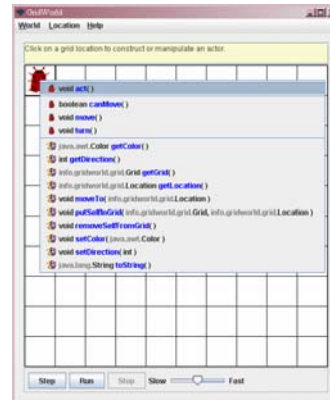 GridWorld
World Location Help
Click on a grid location to construct or manipulate an actor.
void act()
boolean canMove()
void move()
void turn()
java.awt.Color getColor()
int getDirection()
info.gridworld.grid.Grid getGrid()
info.gridworld.grid.Location getLocation()
void moveTo( info.gridworld.grid.Location )
void putSelfInGrid( info.gridworld.grid.Grid, info.gridworld.grid.Location )
void removeSelfFromGrid()
void setColor( java.awt.Color )
void setDirection( int )
java.lang.String toString()
Step Run Stop Slow Fast